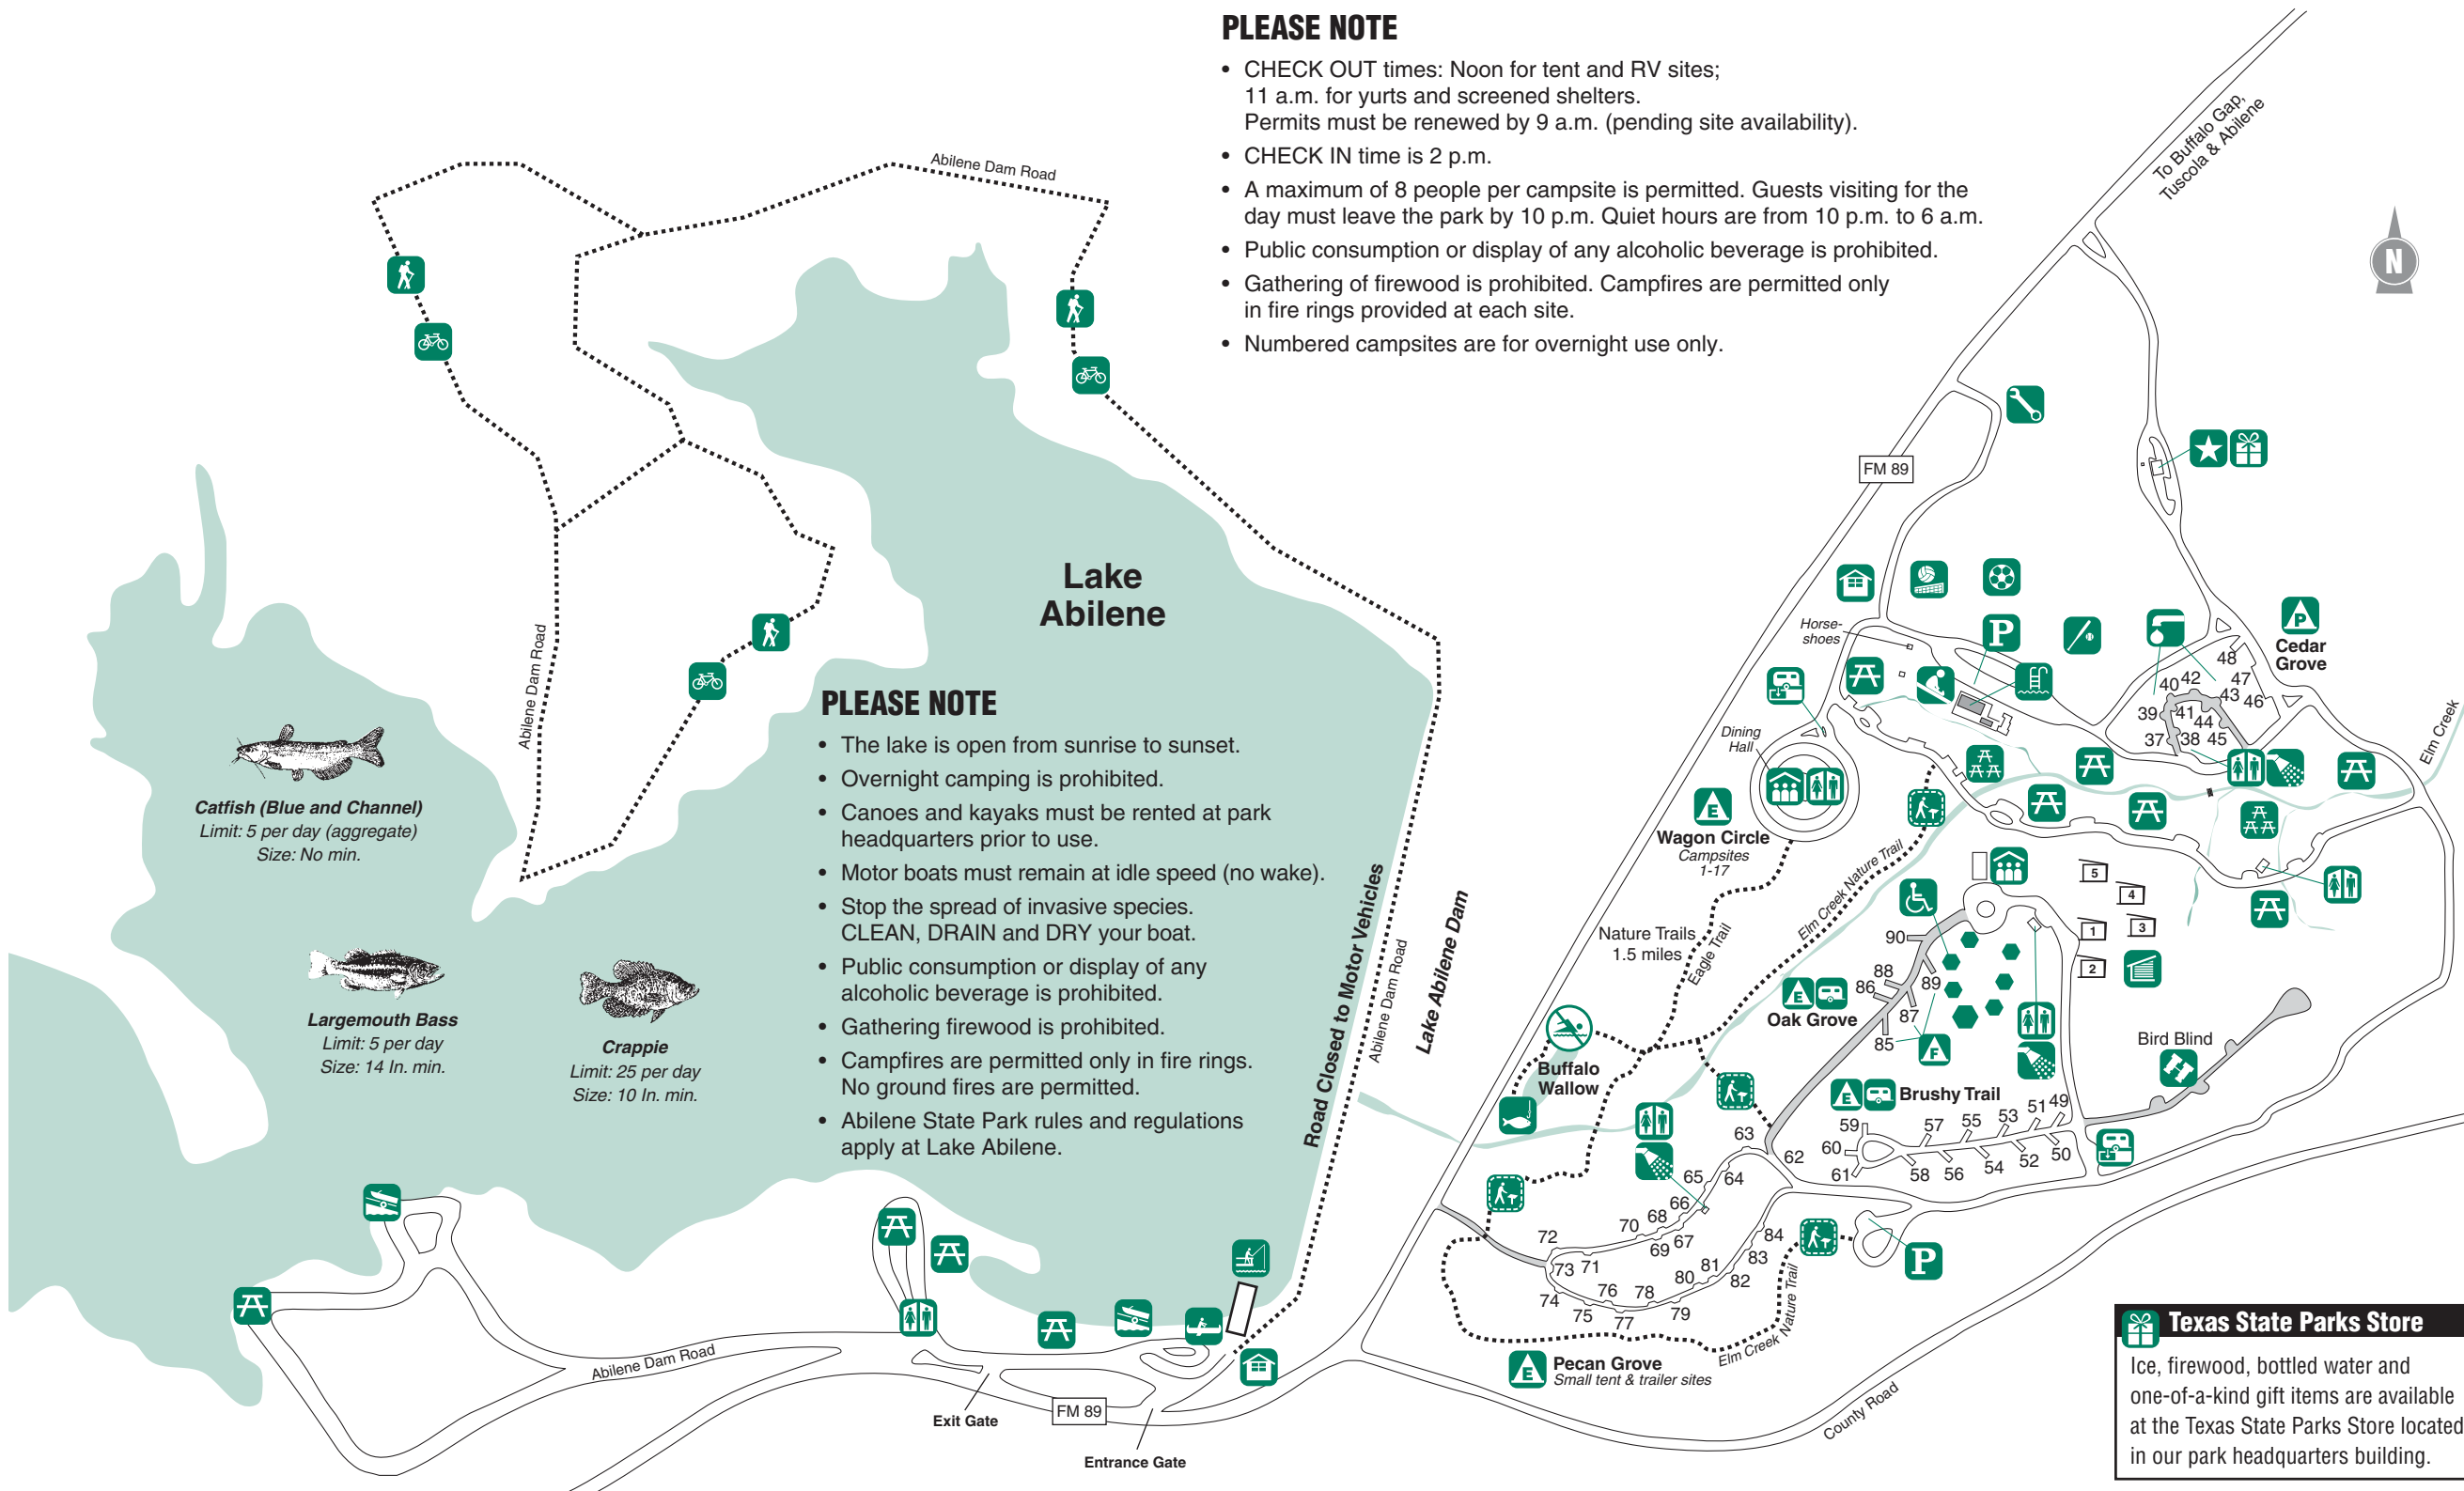 PLEASE NOTE
• CHECK OUT times: Noon for tent and RV sites;
11 a.m. for yurts and screened shelters.
Permits must be renewed by 9 a.m. (pending site availability).
• CHECK IN time is 2 p.m.
• A maximum of 8 people per campsite is permitted. Guests visiting for the
day must leave the park by 10 p.m. Quiet hours are from 10 p.m. to 6 a.m.
• Public consumption or display of any alcoholic beverage is prohibited.
• Gathering of firewood is prohibited. Campfires are permitted only
in fire rings provided at each site.
• Numbered campsites are for overnight use only.
To Buffalo Gap,
Tuscola & Abilene
N
Abilene Dam Road
FM 89
Lake
Abilene
Abilene Dam Road
PLEASE NOTE
• The lake is open from sunrise to sunset.
• Overnight camping is prohibited.
• Canoes and kayaks must be rented at park
headquarters prior to use.
• Motor boats must remain at idle speed (no wake).
• Stop the spread of invasive species.
CLEAN, DRAIN and DRY your boat.
• Public consumption or display of any
alcoholic beverage is prohibited.
• Gathering firewood is prohibited.
• Campfires are permitted only in fire rings.
No ground fires are permitted.
• Abilene State Park rules and regulations
apply at Lake Abilene.
Catfish (Blue and Channel)
Limit: 5 per day (aggregate)
Size: No min.
Largemouth Bass
Limit: 5 per day
Size: 14 In. min.
Crappie
Limit: 25 per day
Size: 10 In. min.
Road Closed to Motor Vehicles
Abilene Dam Road
Lake Abilene Dam
Horse-
shoes
P
P
Cedar
Grove
48
47
46
42
40
43
39
41
44
37
38
45
Elm Creek
Dining
Hall
E
Wagon Circle
Campsites
1-17
Elm Creek Nature Trail
Nature Trails
1.5 miles
Eagle Trail
5
4
1
3
2
90
88
86
89
87
85
E
Oak Grove
F
Bird Blind
Buffalo
Wallow
E
Brushy Trail
59
57
55
53
51
49
60
61
58
56
54
52
50
63
62
65
64
66
68
70
67
69
72
73
71
84
83
81
82
80
74
76
78
75
77
79
P
Elm Creek Nature Trail
E
Pecan Grove
Small tent & trailer sites
County Road
Abilene Dam Road
Exit Gate
FM 89
Entrance Gate
Texas State Parks Store
Ice, firewood, bottled water and
one-of-a-kind gift items are available
at the Texas State Parks Store located
in our park headquarters building.